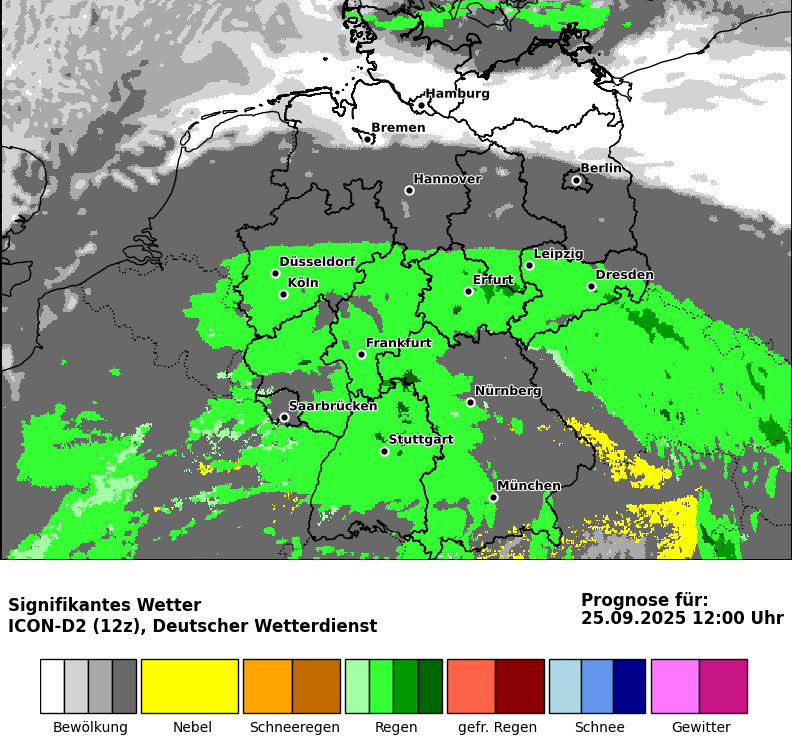 Hamburg
Bremen
Berlin
Hannover
Leipzig
Düsseldorf
Dresden
Köln
Erfurt
Frankfurt
Nürnberg
Saarbrücken
Stuttgart
München
Signifikantes Wetter
ICON-D2 (12z), Deutscher Wetterdienst
Prognose für:
25.09.2025 12:00 Uhr
Bewölkung Nebel Schneeregen Regen gefr. Regen Schnee Gewitter